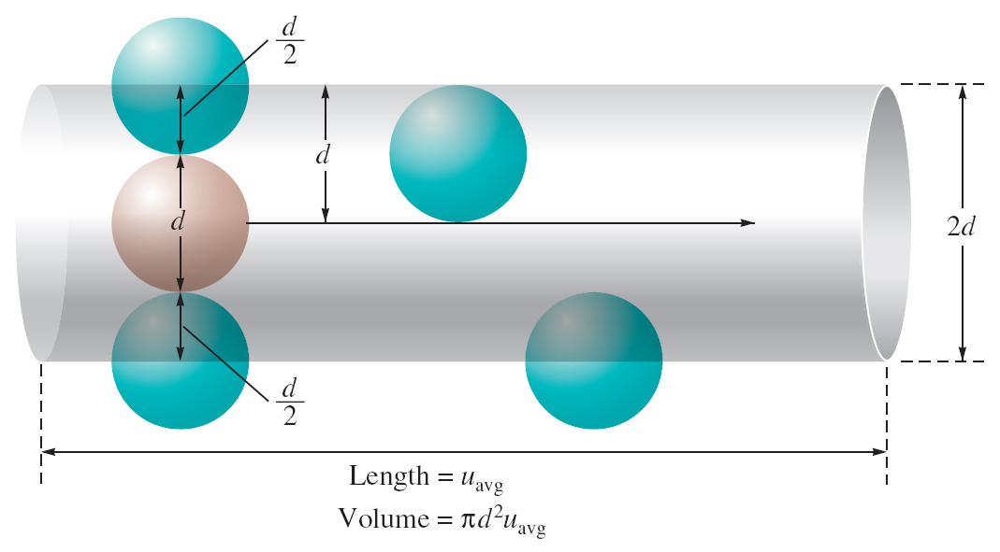 d/2
d
d
2d
d/2
Length = u_avg
Volume = πd²u_avg